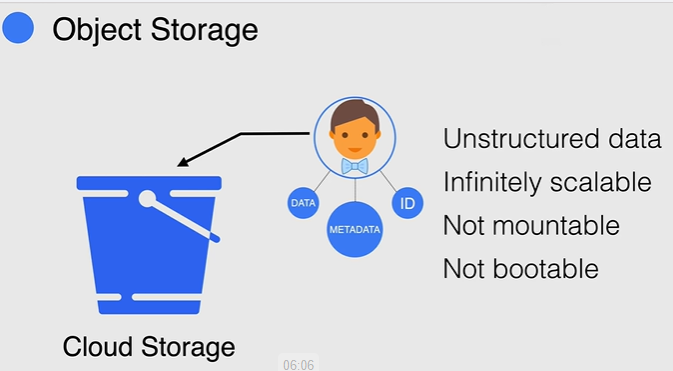 Object Storage
DATA
METADATA
ID
Unstructured data
Infinitely scalable
Not mountable
Not bootable
Cloud Storage
06:06